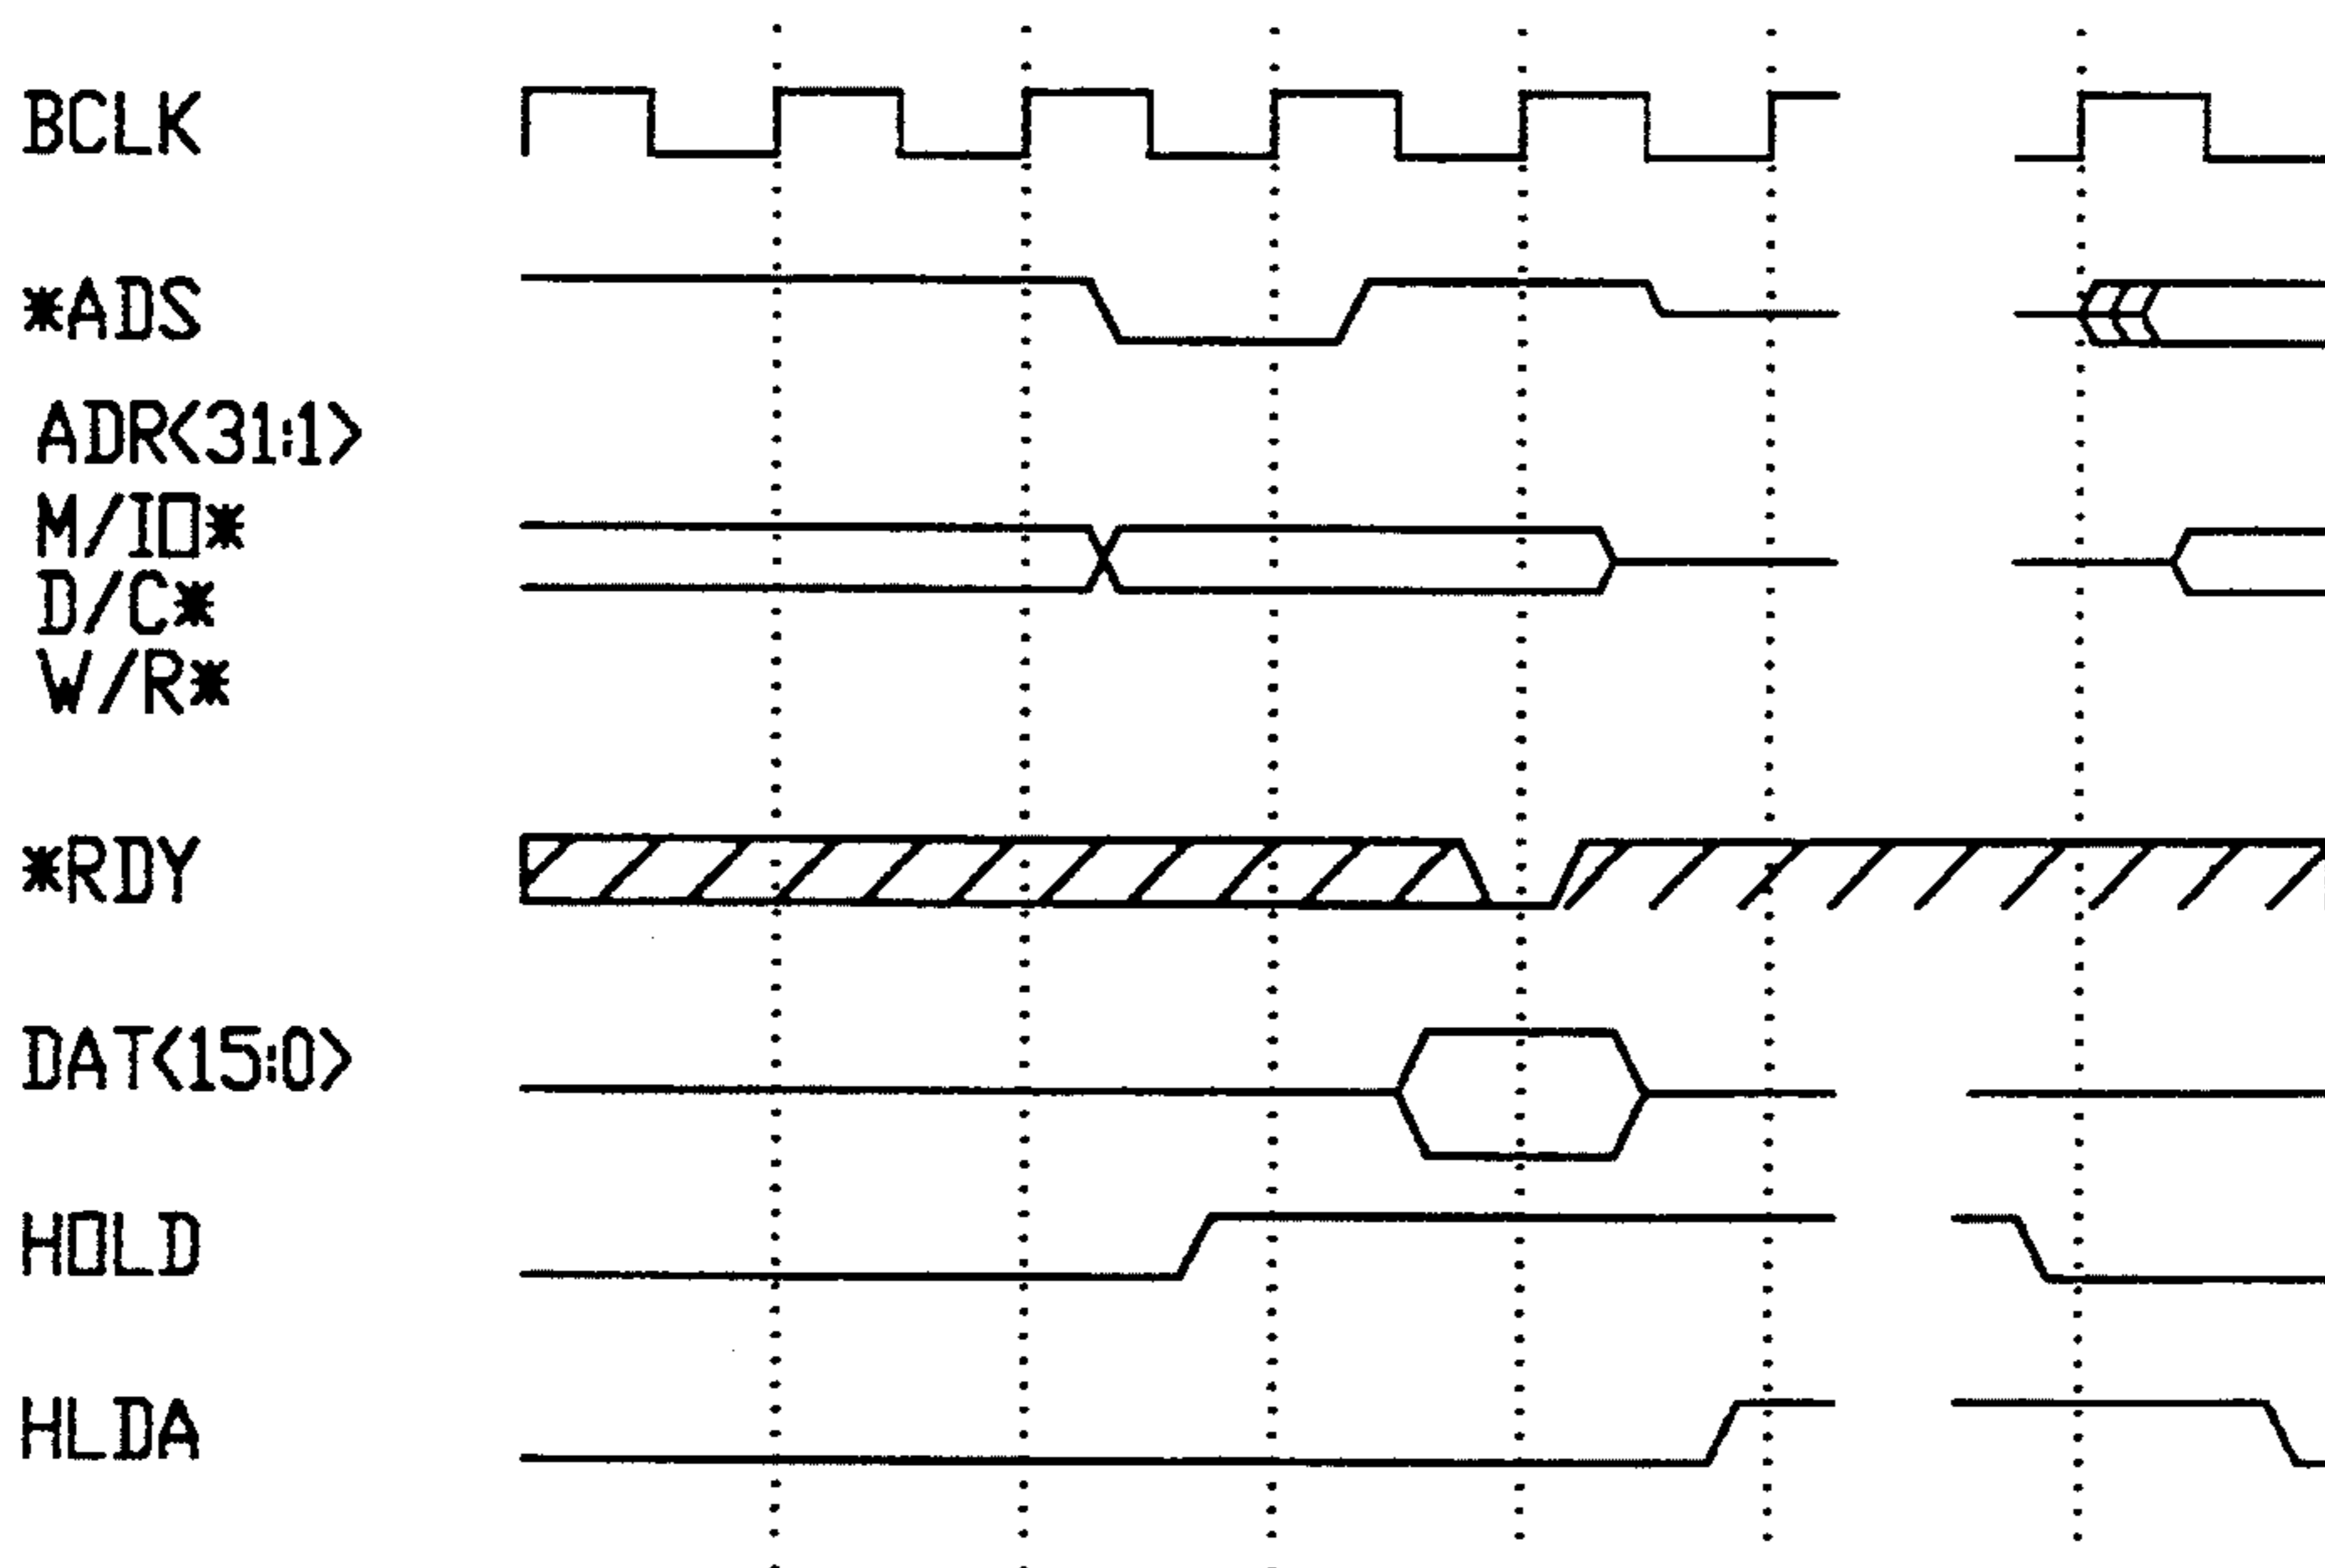 BCLK
*ADS
ADR<31:1>
M/IO*
D/C*
W/R*
*RDY
DAT<15:0>
HOLD
HLDA